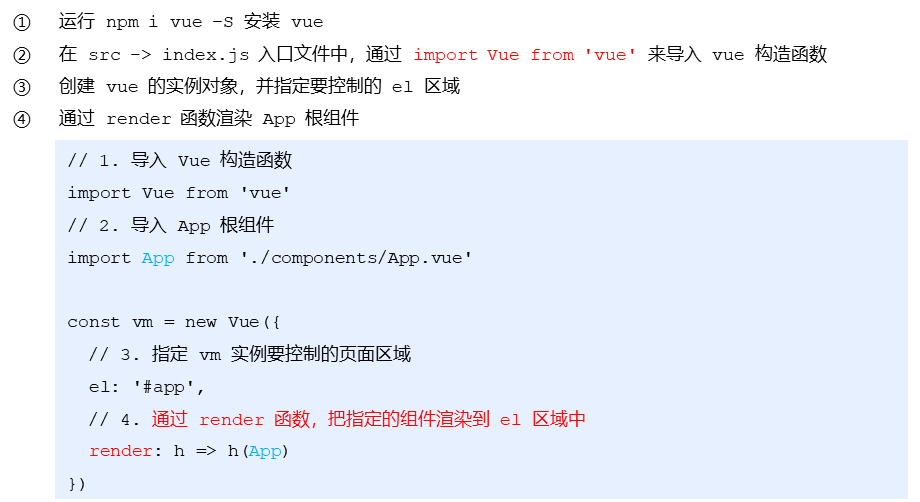 ① 运行 npm i vue –S 安装 vue
② 在 src –> index.js 入口文件中，通过 import Vue from 'vue' 来导入 vue 构造函数
③ 创建 vue 的实例对象，并指定要控制的 el 区域
④ 通过 render 函数渲染 App 根组件
// 1. 导入 Vue 构造函数
import Vue from 'vue'
// 2. 导入 App 根组件
import App from './components/App.vue'
const vm = new Vue({
  // 3. 指定 vm 实例要控制的页面区域
  el: '#app',
  // 4. 通过 render 函数，把指定的组件渲染到 el 区域中
  render: h => h(App)
})